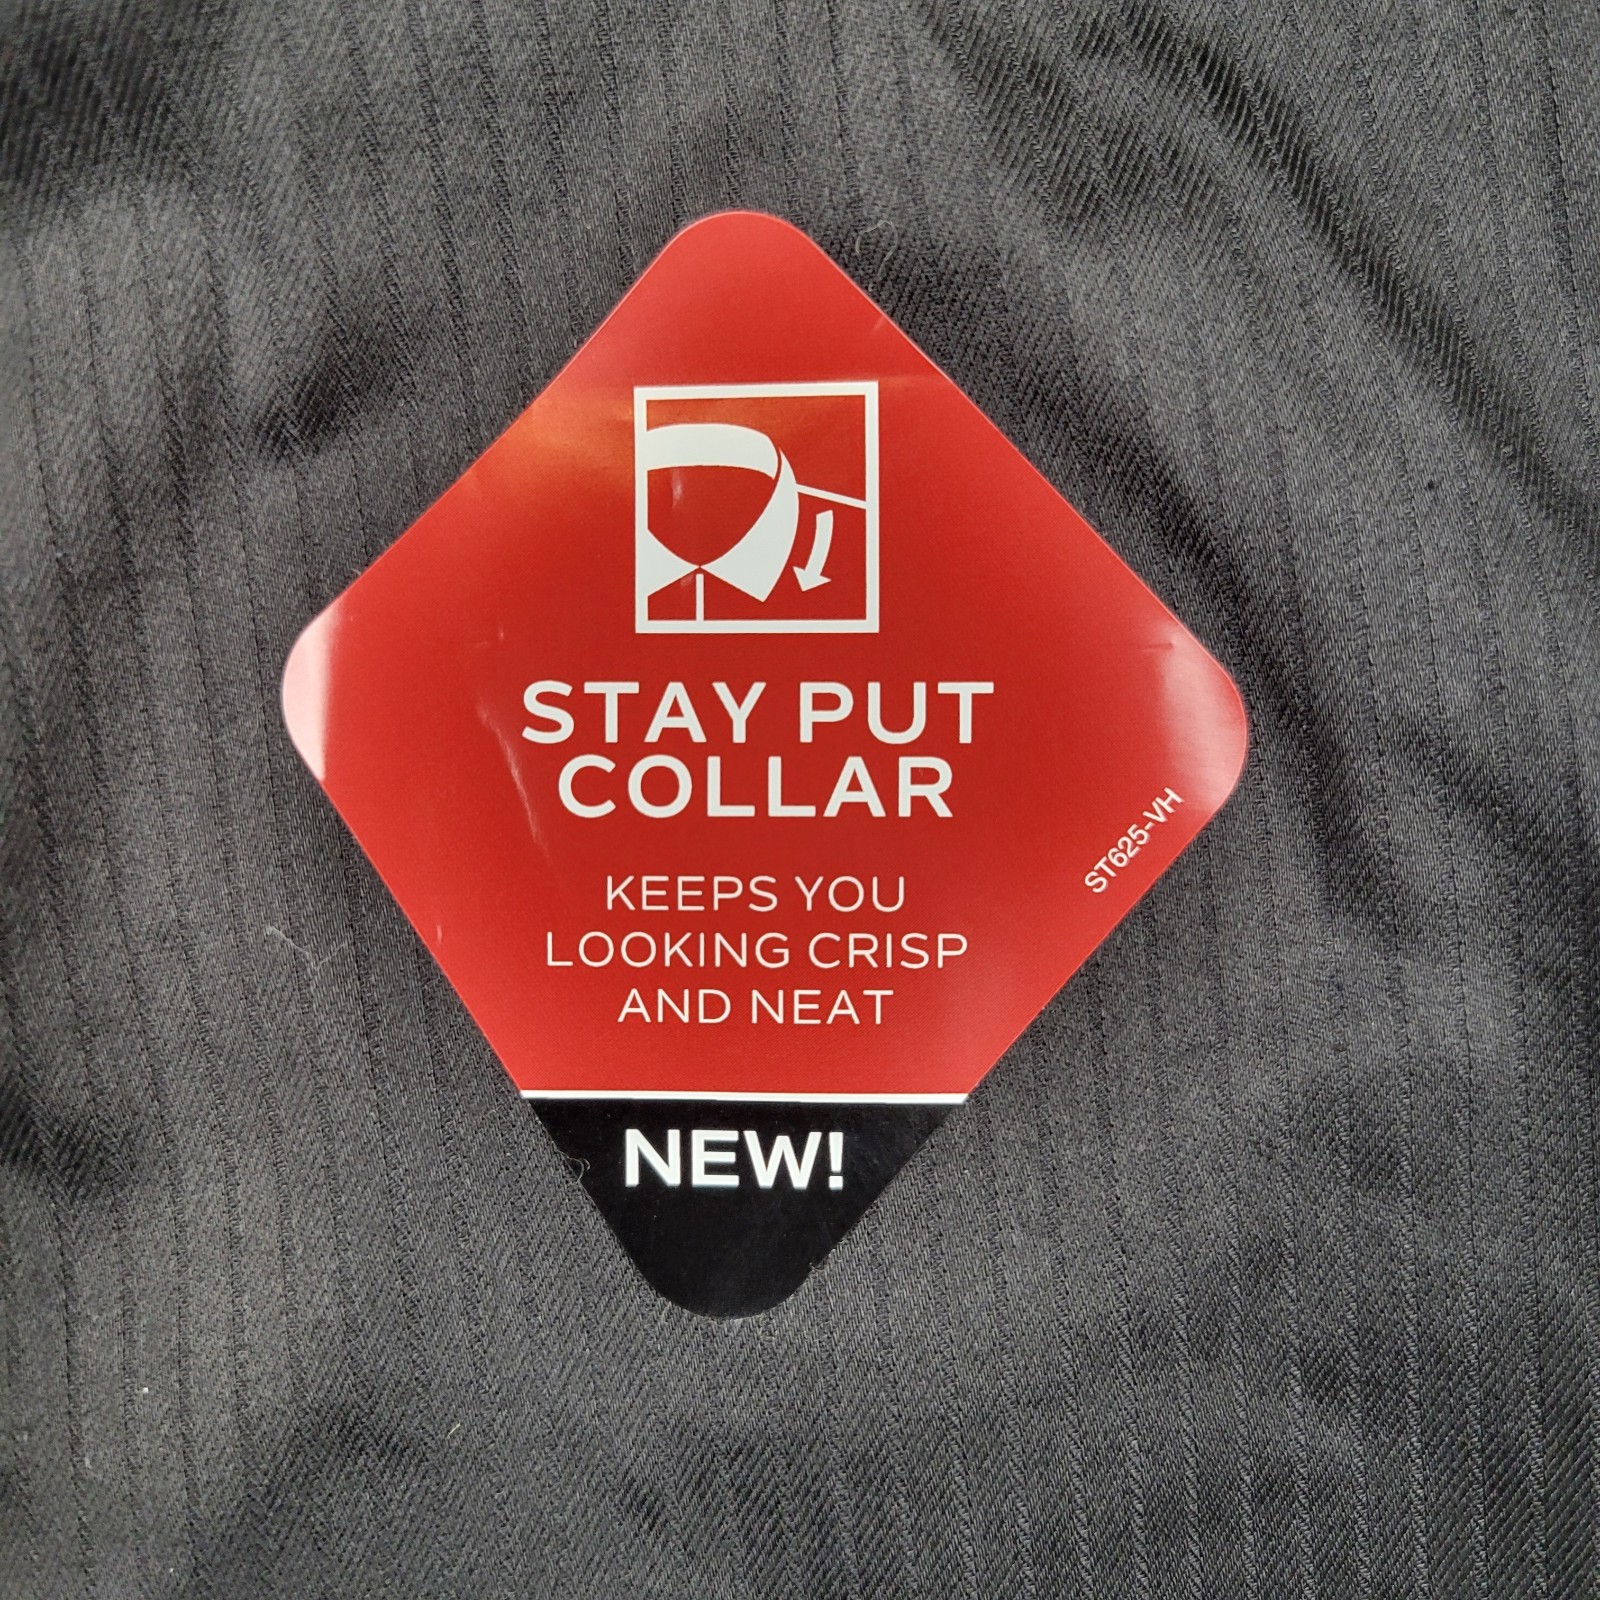 STAY PUT
COLLAR
KEEPS YOU
LOOKING CRISP
AND NEAT
ST625-VH
NEW!